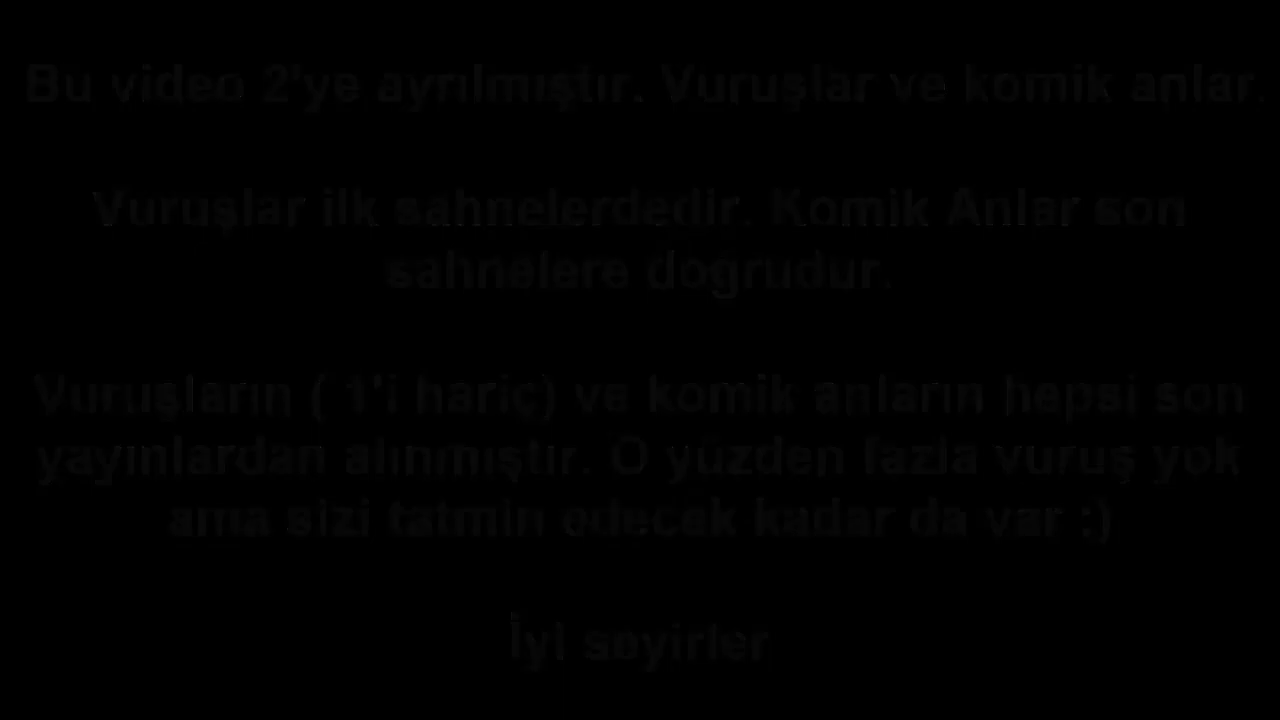 Bu video 2'ye ayrılmıştır. Vuruşlar ve komik anlar.
Vuruşlar ilk sahnelerdedir. Komik Anlar son
sahnelere doğrudur.
Vuruşların ( 1'i hariç) ve komik anların hepsi son
yayınlardan alınmıştır. O yüzden fazla vuruş yok
ama sizi tatmin edecek kadar da var :)
İyi seyirler